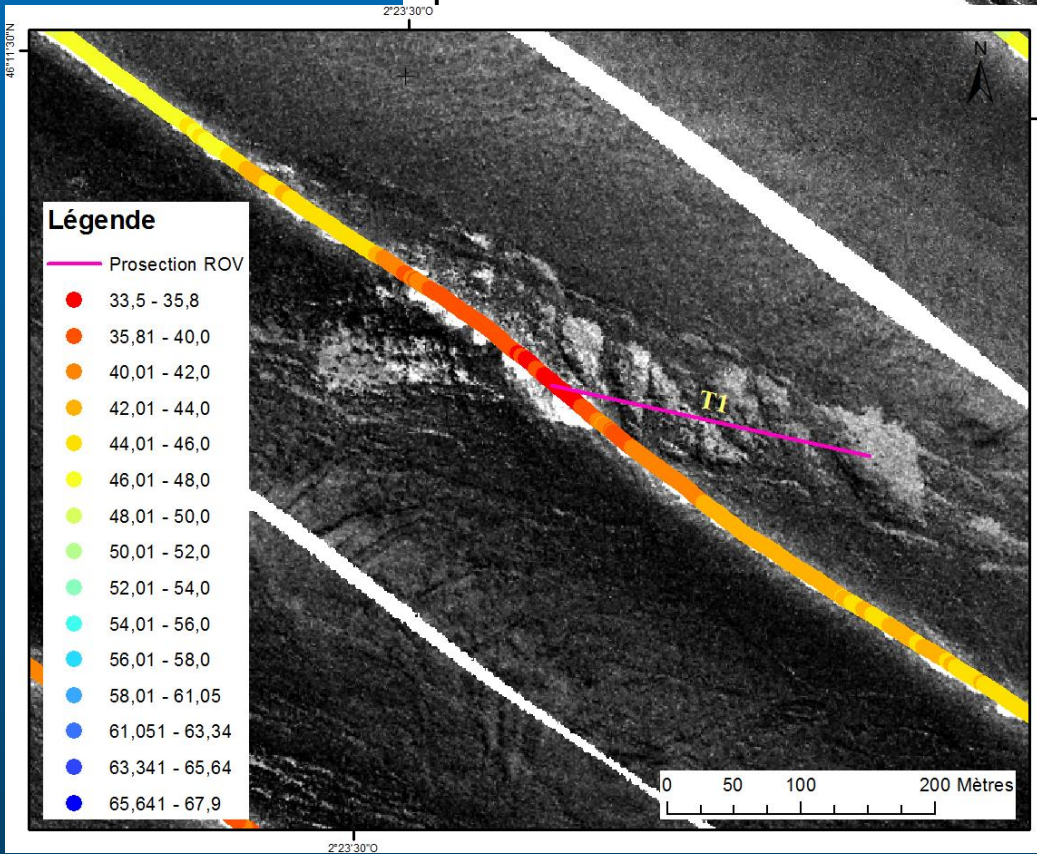 2°23'30"O
46°11'30"N
N
Légende
Prosection ROV
33,5 - 35,8
35,81 - 40,0
40,01 - 42,0
42,01 - 44,0
44,01 - 46,0
46,01 - 48,0
48,01 - 50,0
50,01 - 52,0
52,01 - 54,0
54,01 - 56,0
56,01 - 58,0
58,01 - 61,05
61,051 - 63,34
63,341 - 65,64
65,641 - 67,9
T1
0 50 100 200 Mètres
2°23'30"O